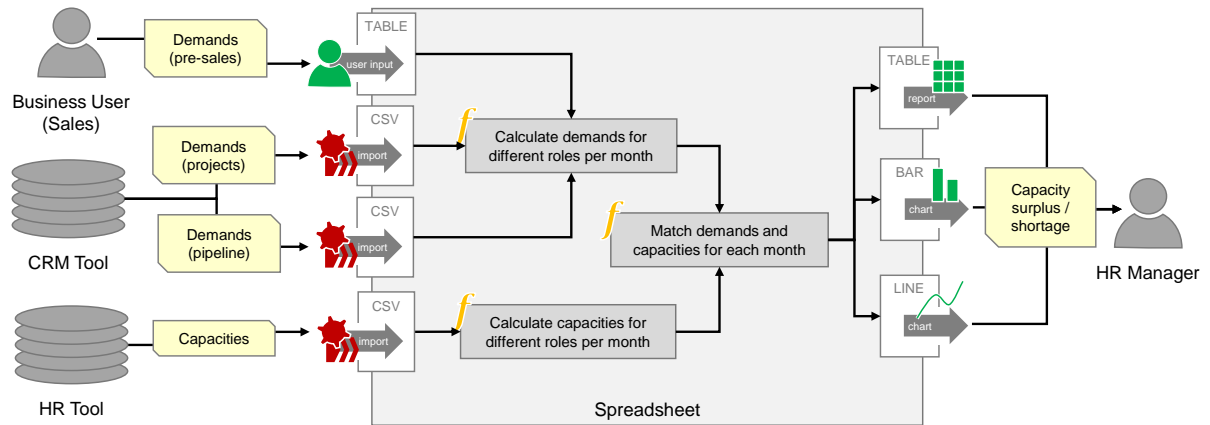 Business User
(Sales)
Demands
(pre-sales)
TABLE
user input
CRM Tool
Demands
(projects)
CSV
import
Demands
(pipeline)
CSV
import
HR Tool
Capacities
CSV
import
f
Calculate demands for
different roles per month
f
Match demands and
capacities for each month
f
Calculate capacities for
different roles per month
Spreadsheet
TABLE
report
BAR
chart
LINE
chart
Capacity
surplus /
shortage
HR Manager